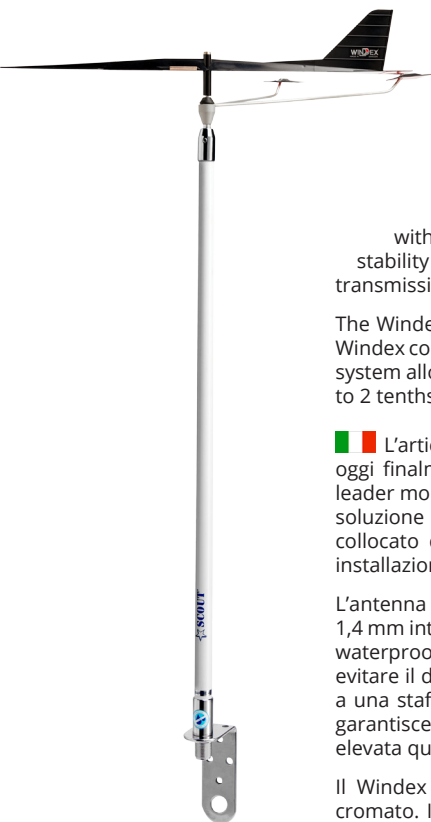 WINDEX
SCOUT
with
stability
transmissi
The Winde
Windex co
system allo
to 2 tenths
L'arti
oggi finalr
leader mo
soluzione
collocato
installazion
L'antenna
1,4 mm int
waterproo
evitare il d
a una staf
garantisce
elevata qu
Il Windex
cromato. I